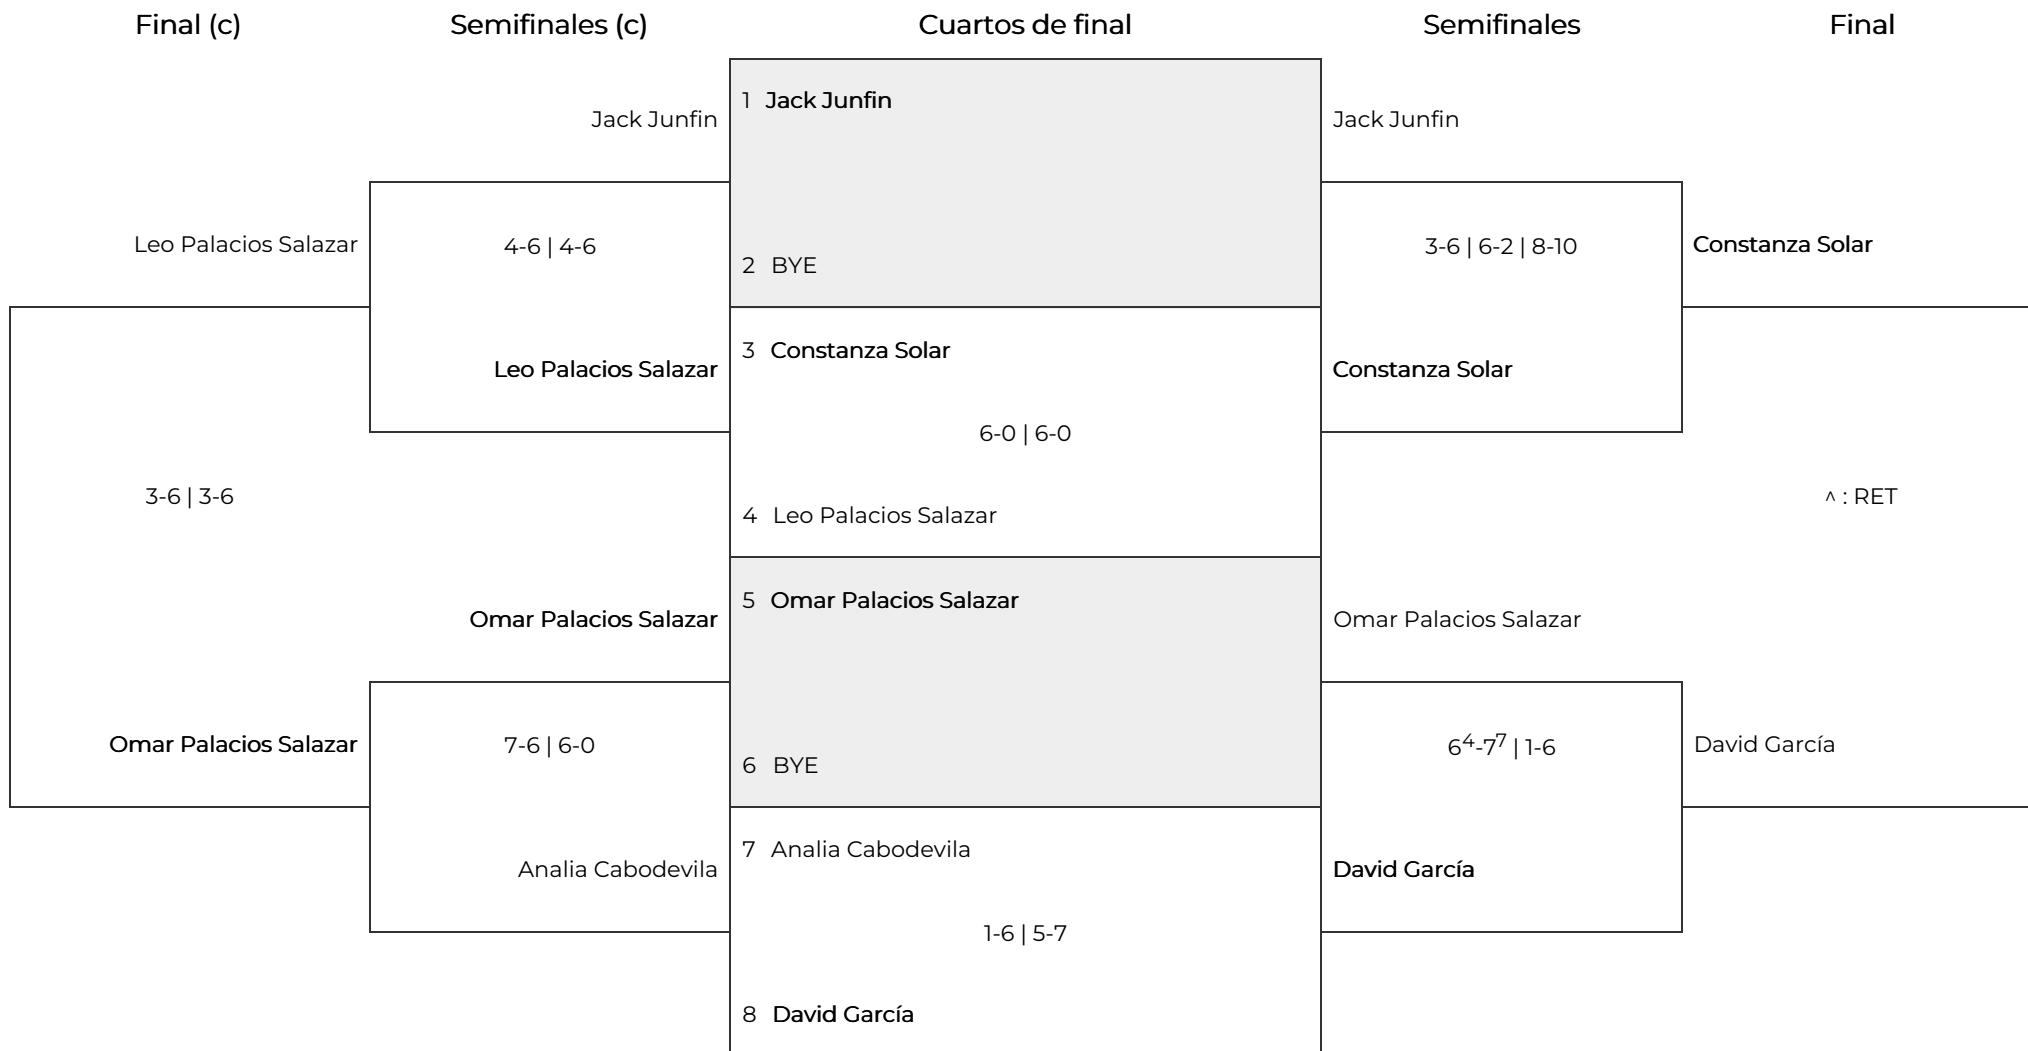 Final (c) Semifinales (c) Cuartos de final Semifinales Final
1 Jack Junfin
Jack Junfin
Jack Junfin
Leo Palacios Salazar
4-6 | 4-6
2 BYE
3-6 | 6-2 | 8-10
Constanza Solar
3 Constanza Solar
Leo Palacios Salazar
Constanza Solar
6-0 | 6-0
3-6 | 3-6
4 Leo Palacios Salazar
^ : RET
5 Omar Palacios Salazar
Omar Palacios Salazar
Omar Palacios Salazar
Omar Palacios Salazar
7-6 | 6-0
6 BYE
6⁴-7⁷ | 1-6
David García
7 Analia Cabodevila
Analia Cabodevila
David García
1-6 | 5-7
8 David García